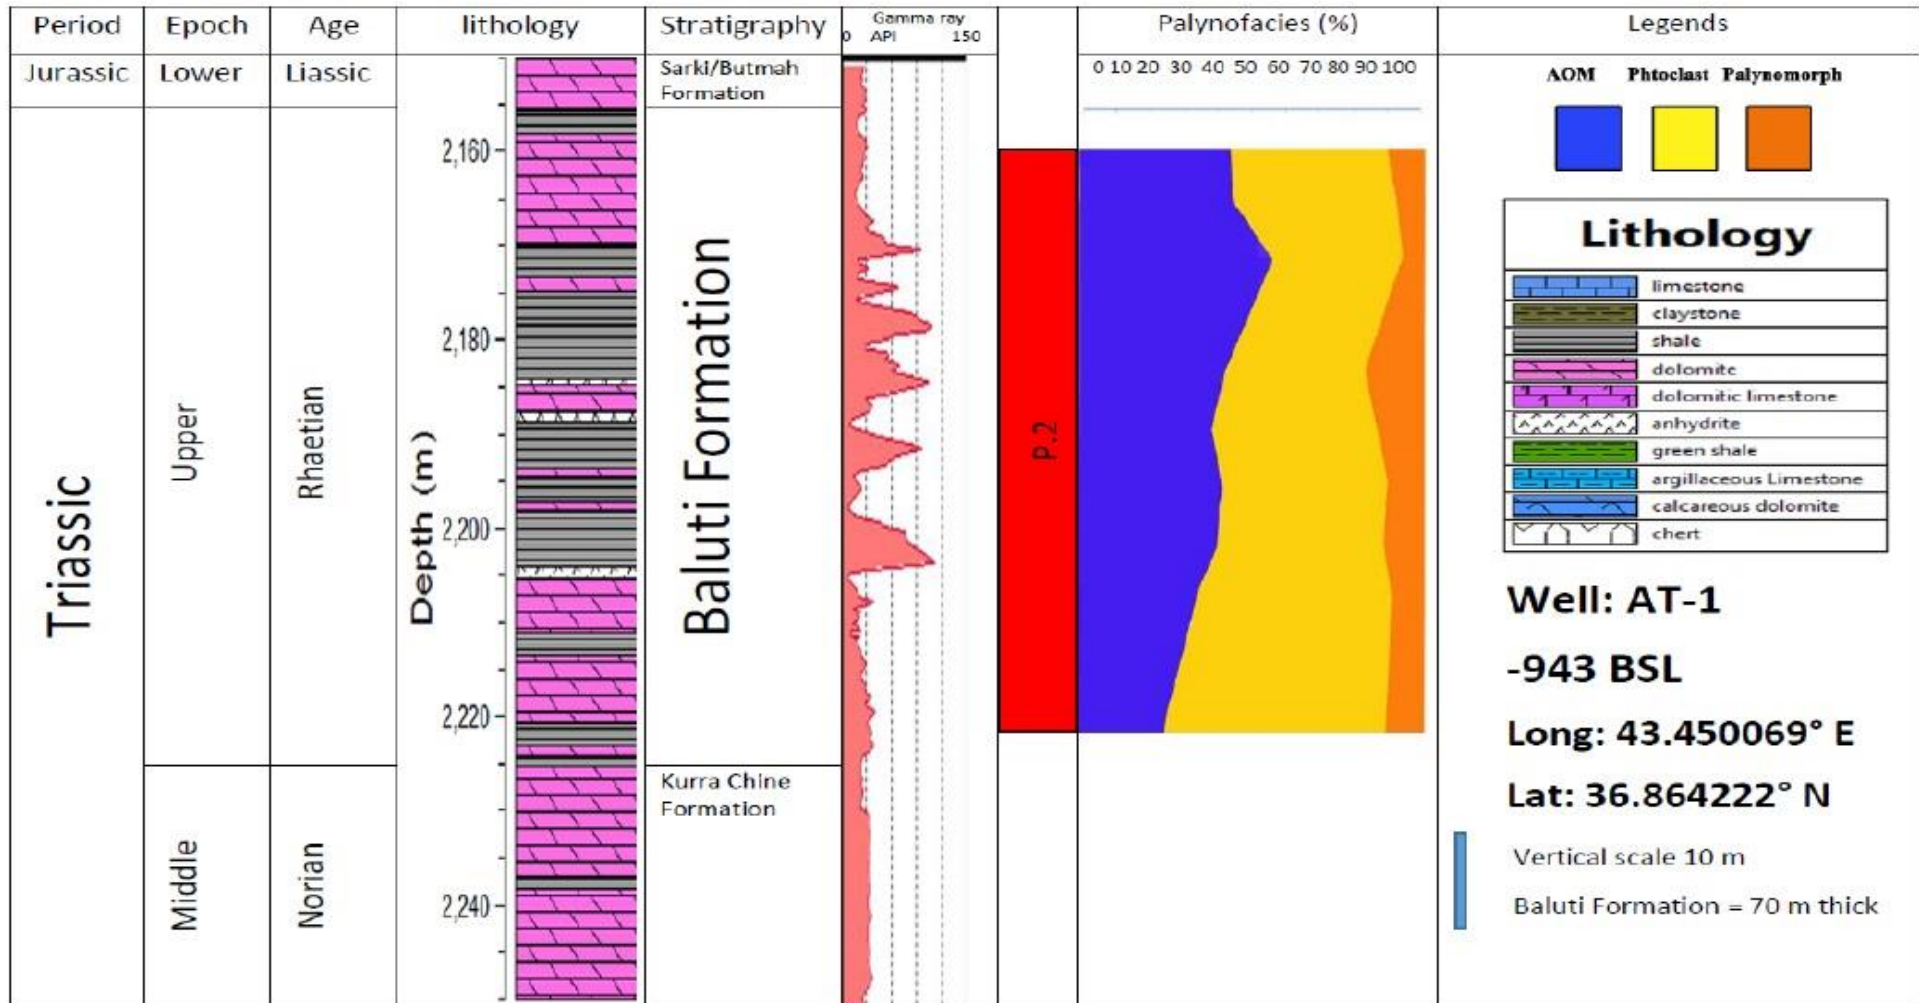 Period Epoch Age lithology Stratigraphy Gamma ray Palynofacies (%) Legends
0 API 150
Jurassic Lower Liassic Sarki/Butmah
Formation
0 10 20 30 40 50 60 70 80 90 100
AOM Phtoclast Palynomorph
Triassic
Upper
Rhaetian
Middle
Norian
Depth (m)
2,160
2,180
2,200
2,220
2,240
Baluti Formation
Kurra Chine
Formation
P.2
Lithology
limestone
claystone
shale
dolomite
dolomitic limestone
anhydrite
green shale
argillaceous Limestone
calcareous dolomite
chert
Well: AT-1
-943 BSL
Long: 43.450069° E
Lat: 36.864222° N
Vertical scale 10 m
Baluti Formation = 70 m thick